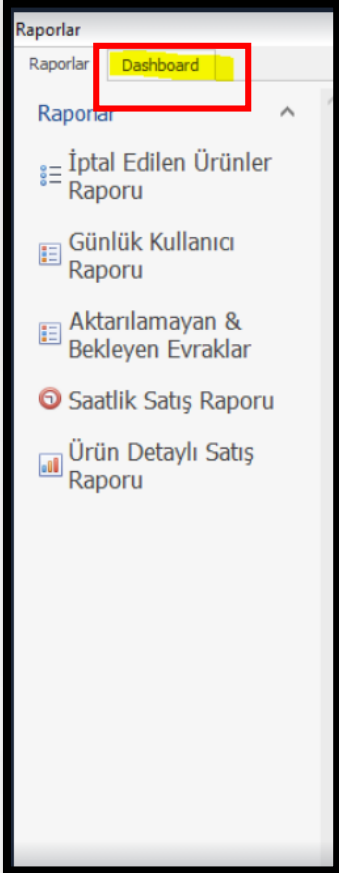 Raporlar
Raporlar Dashboard
Raporlar
İptal Edilen Ürünler
Raporu
Günlük Kullanıcı
Raporu
Aktarılamayan &
Bekleyen Evraklar
Saatlik Satış Raporu
Ürün Detaylı Satış
Raporu